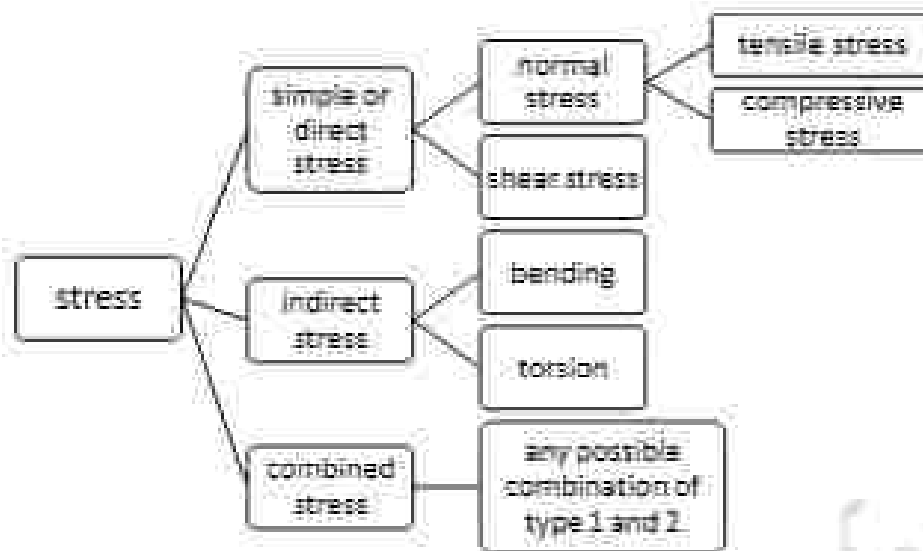 stress
simple or
direct
stress
normal
stress
tensile stress
compressive
stress
shear stress
indirect
stress
bending
torsion
combined
stress
any possible
combination of
type 1 and 2